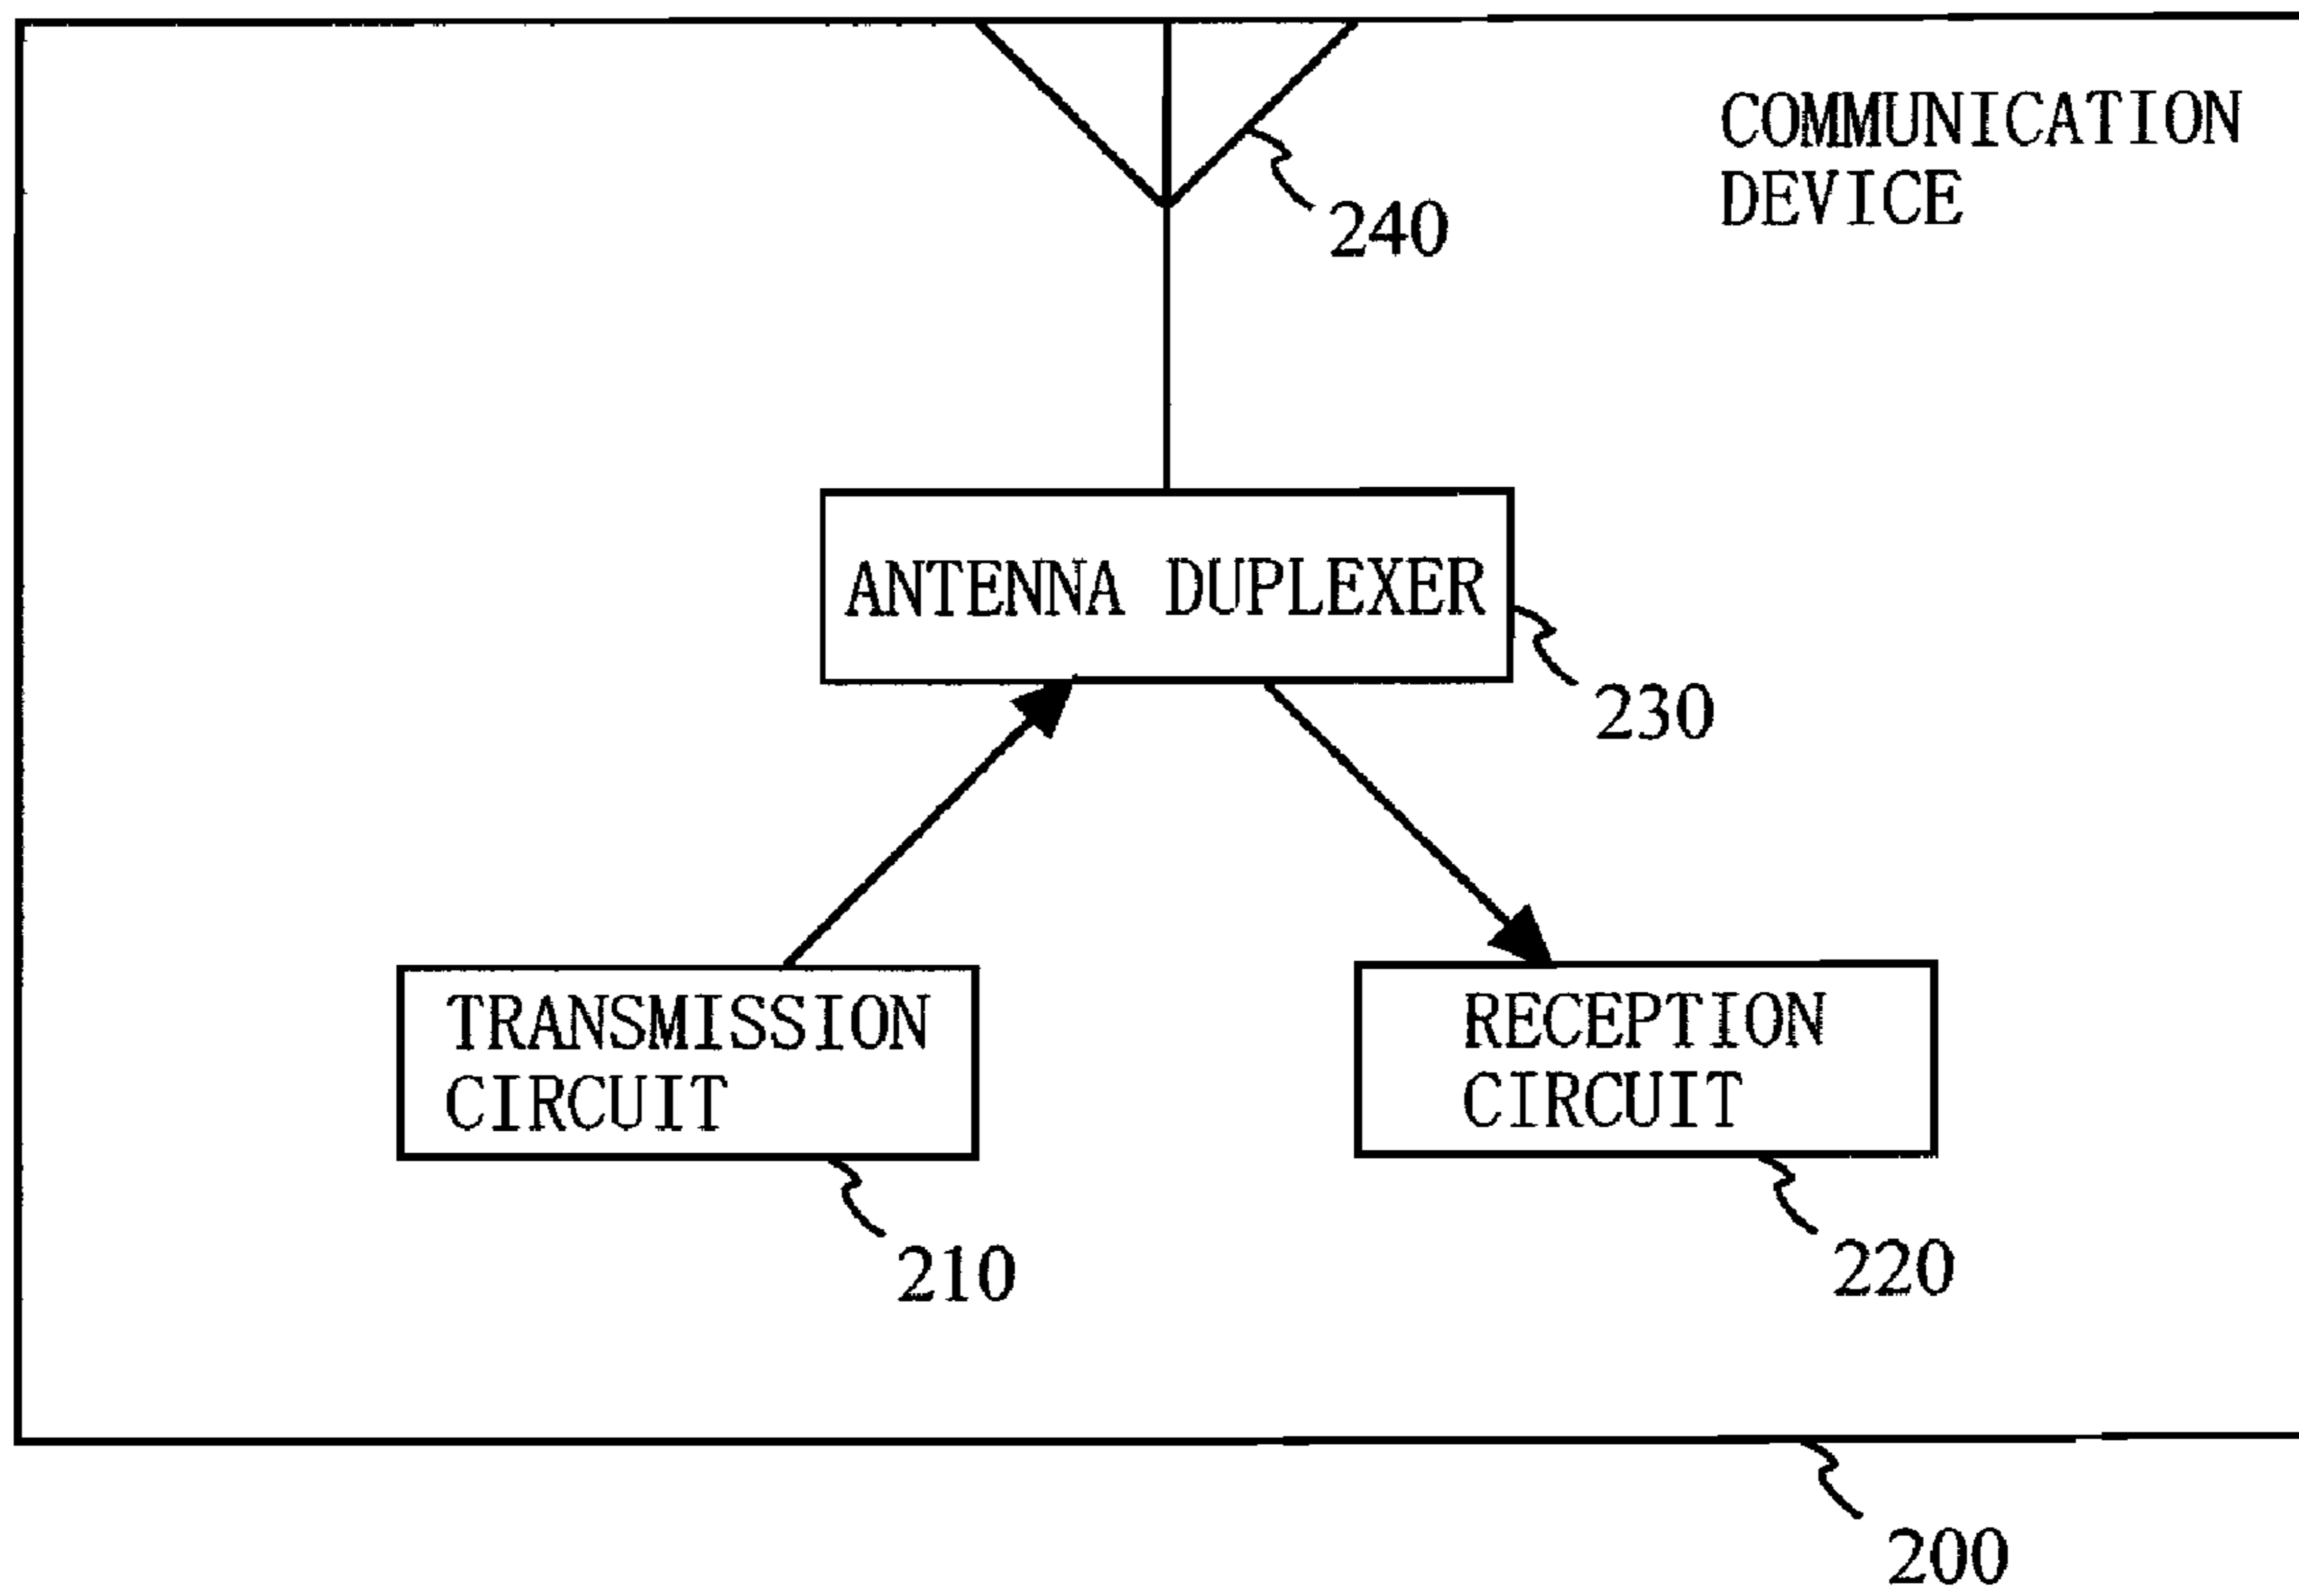 COMMUNICATION
DEVICE
240
ANTENNA DUPLEXER
230
TRANSMISSION
CIRCUIT
RECEPTION
CIRCUIT
210
220
200